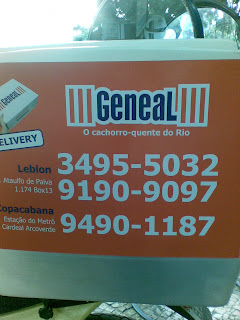 GeneaL
GeneaL
O cachorro-quente do Rio
DELIVERY
Leblon 3495-5032
Ataulfo de Paiva 9190-9097
1.174 Box13
Copacabana
Estação do Metrô 9490-1187
Cardeal Arcoverde